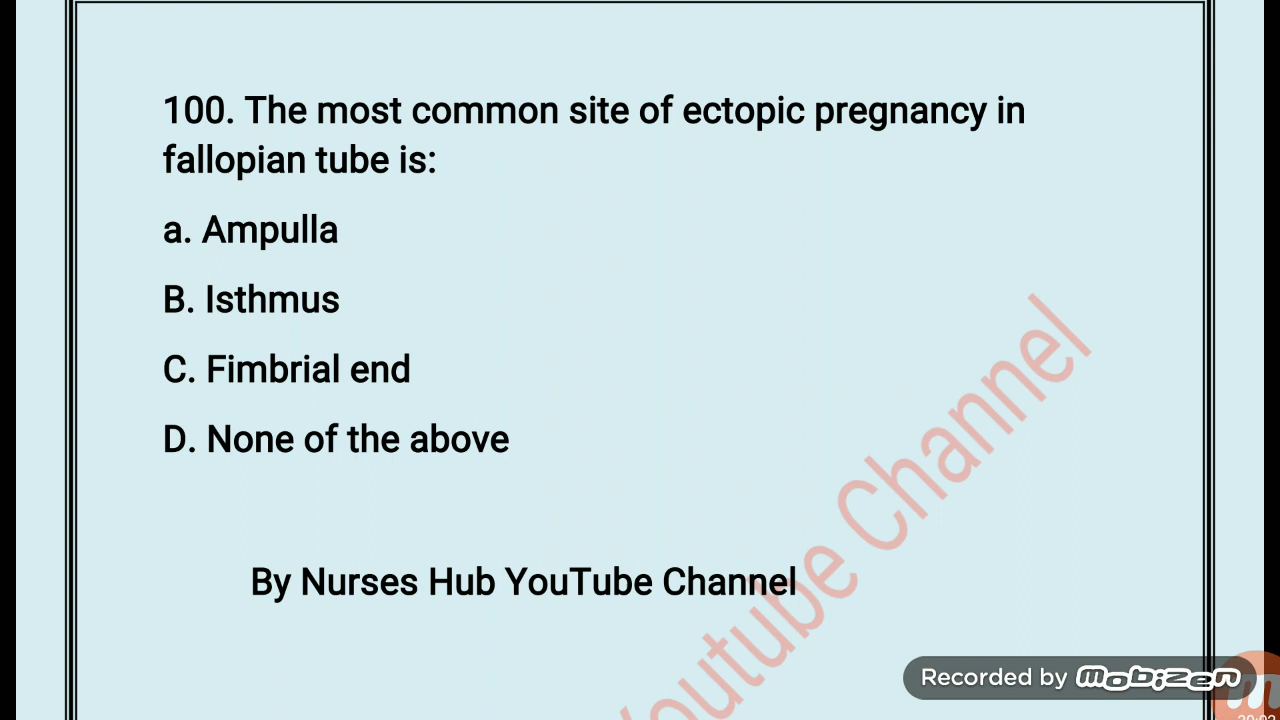 100. The most common site of ectopic pregnancy in
fallopian tube is:
a. Ampulla
B. Isthmus
C. Fimbrial end
D. None of the above
By Nurses Hub YouTube Channel
outube Channel
Recorded by mobizen